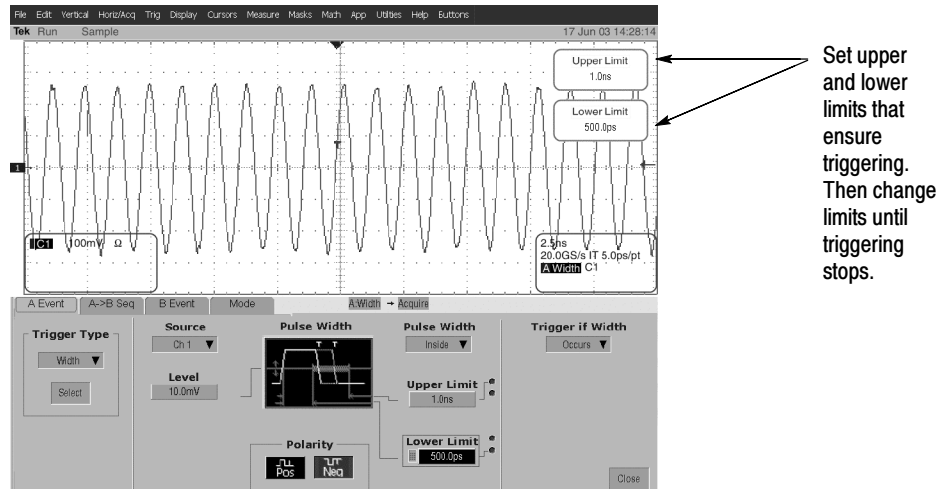 File Edit Vertical Horiz/Acq Trig Display Cursors Measure Masks Math App Utilities Help Buttons
Tek Run Sample 17 Jun 03 14:28:14
Upper Limit
1.0ns
Lower Limit
500.0ps
1
C1 100mV Ω
2.5ns
20.0GS/s IT 5.0ps/pt
A Width C1
Set upper
and lower
limits that
ensure
triggering.
Then change
limits until
triggering
stops.
A Event A->B Seq B Event Mode A:Width → Acquire
Trigger Type
Width
Select
Source
Ch 1
Level
10.0mV
Pulse Width
T T
Polarity
Pos Neg
Pulse Width
Inside
Upper Limit
1.0ns
Lower Limit
500.0ps
Trigger if Width
Occurs
Close